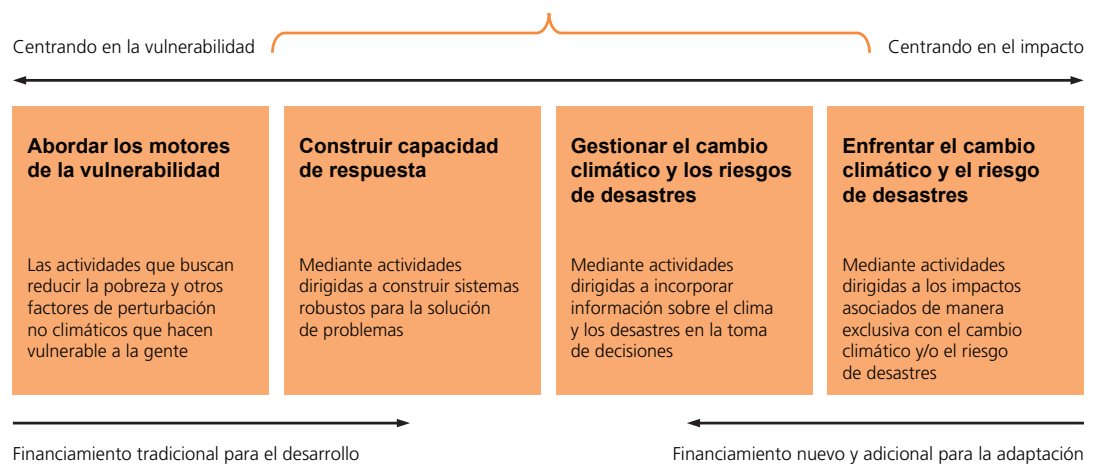 Centrando en la vulnerabilidad
Centrando en el impacto
Abordar los motores
de la vulnerabilidad
Las actividades que buscan
reducir la pobreza y otros
factores de perturbación
no climáticos que hacen
vulnerable a la gente
Construir capacidad
de respuesta
Mediante actividades
dirigidas a construir sistemas
robustos para la solución
de problemas
Gestionar el cambio
climático y los riesgos
de desastres
Mediante actividades
dirigidas a incorporar
información sobre el clima
y los desastres en la toma
de decisiones
Enfrentar el cambio
climático y el riesgo
de desastres
Mediante actividades
dirigidas a los impactos
asociados de manera
exclusiva con el cambio
climático y/o el riesgo
de desastres
Financiamiento tradicional para el desarrollo
Financiamiento nuevo y adicional para la adaptación